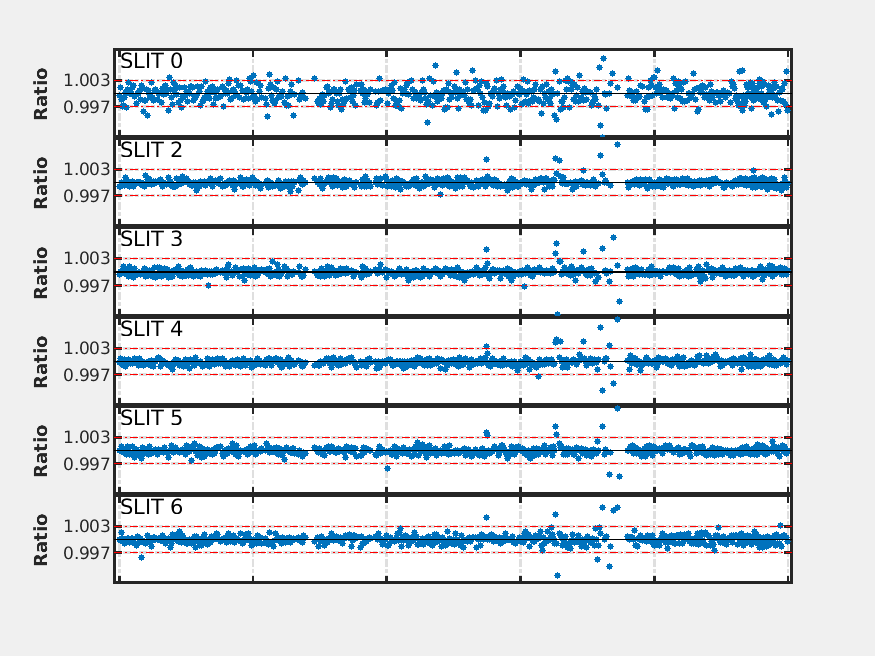 SLIT 0
Ratio
1.003
0.997
SLIT 2
Ratio
1.003
0.997
SLIT 3
Ratio
1.003
0.997
SLIT 4
Ratio
1.003
0.997
SLIT 5
Ratio
1.003
0.997
SLIT 6
Ratio
1.003
0.997